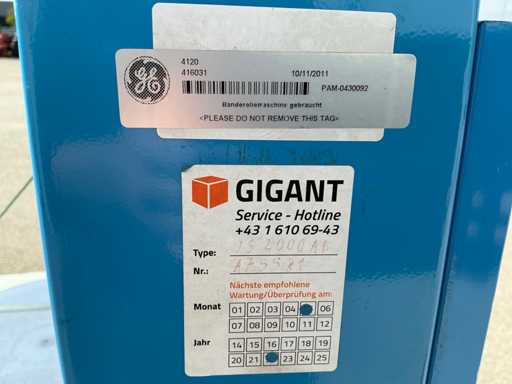 GE
4120
416031
10/11/2011
PAM-0430092
Banderoliermaschine gebraucht
<PLEASE DO NOT REMOVE THIS TAG>
GIGANT
Service - Hotline
+43 1 610 69-43
Type:
Nr.:
Nächste empfohlene
Wartung/Überprüfung am:
Monat 01 02 03 04 06
07 08 09 10 11 12
Jahr 14 15 16 17 18 19
20 21 23 24 25